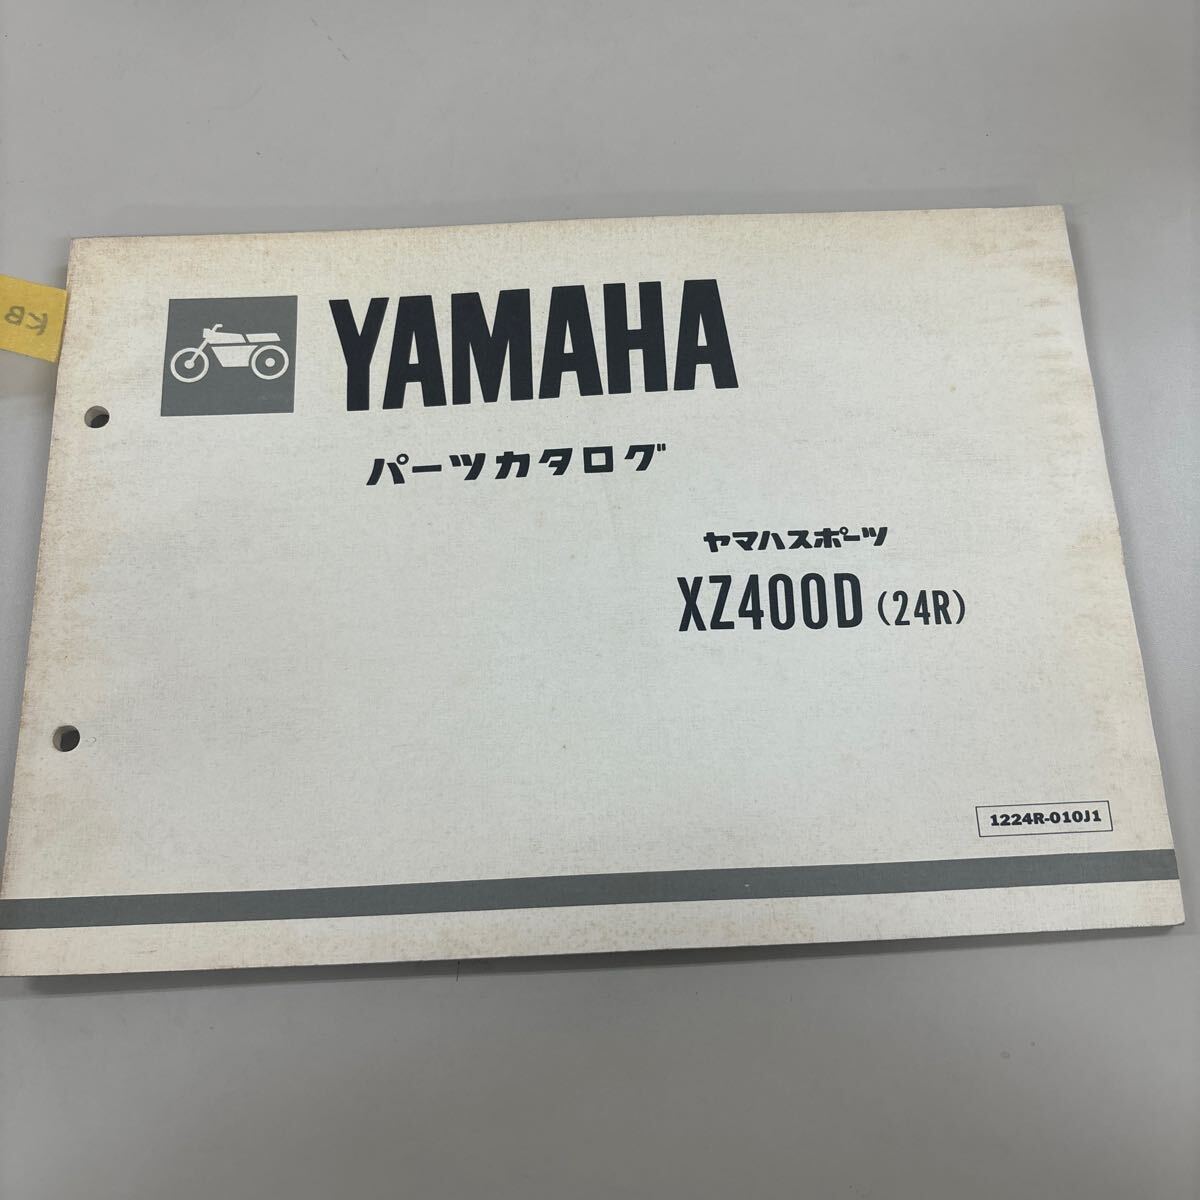 YAMAHA
パーツカタログ
ヤマハスポーツ
XZ400D (24R)
1224R-010J1
KB